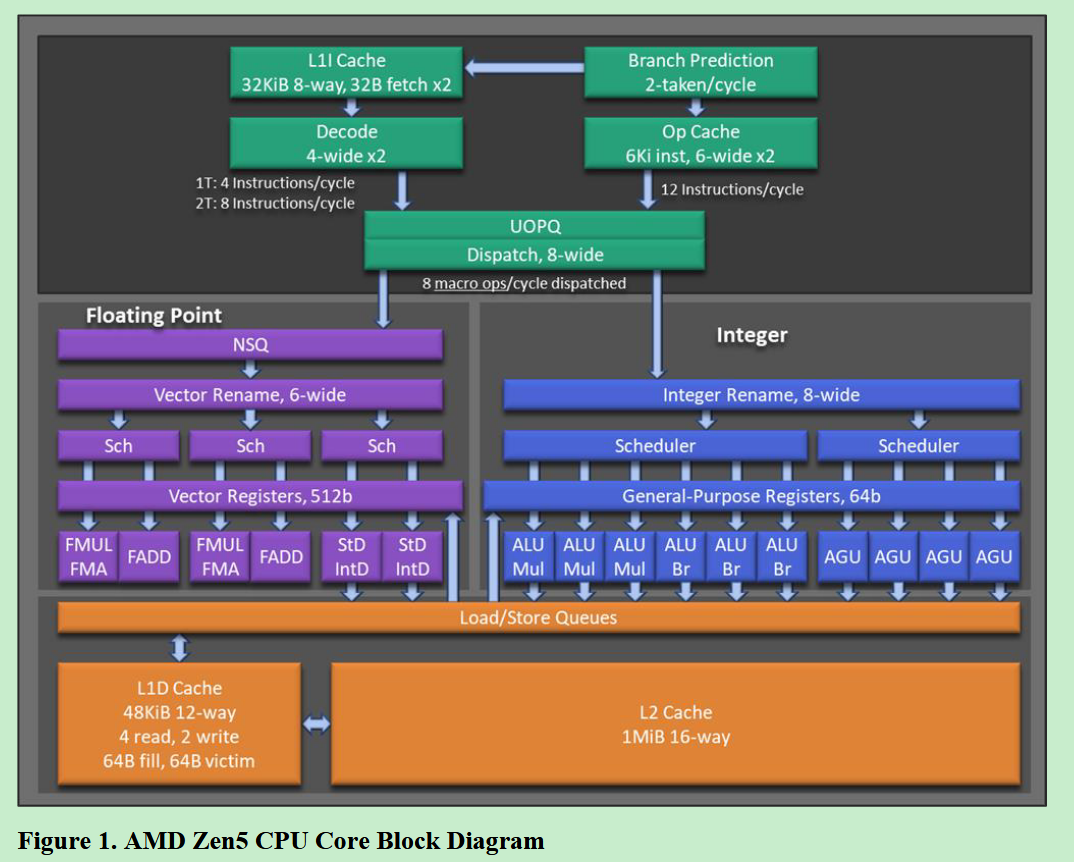 L1I Cache
32KiB 8-way, 32B fetch x2
Branch Prediction
2-taken/cycle
Decode
4-wide x2
Op Cache
6Ki inst, 6-wide x2
1T: 4 Instructions/cycle
2T: 8 Instructions/cycle
12 Instructions/cycle
UOPQ
Dispatch, 8-wide
8 macro ops/cycle dispatched
Floating Point
NSQ
Vector Rename, 6-wide
Sch
Sch
Sch
Vector Registers, 512b
FMUL
FMA
FADD
FMUL
FMA
FADD
StD
IntD
StD
IntD
Integer
Integer Rename, 8-wide
Scheduler
Scheduler
General-Purpose Registers, 64b
ALU
Mul
ALU
Mul
ALU
Mul
ALU
Br
ALU
Br
ALU
Br
AGU
AGU
AGU
AGU
Load/Store Queues
L1D Cache
48KiB 12-way
4 read, 2 write
64B fill, 64B victim
L2 Cache
1MiB 16-way
Figure 1. AMD Zen5 CPU Core Block Diagram